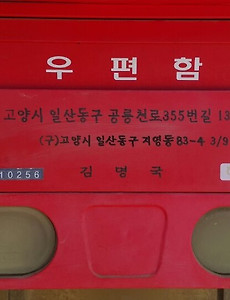 우편함
고양시 일산동구 공릉천로355번길 13
(구)고양시 일산동구 지영동 83-4 3/9
10256 김명국